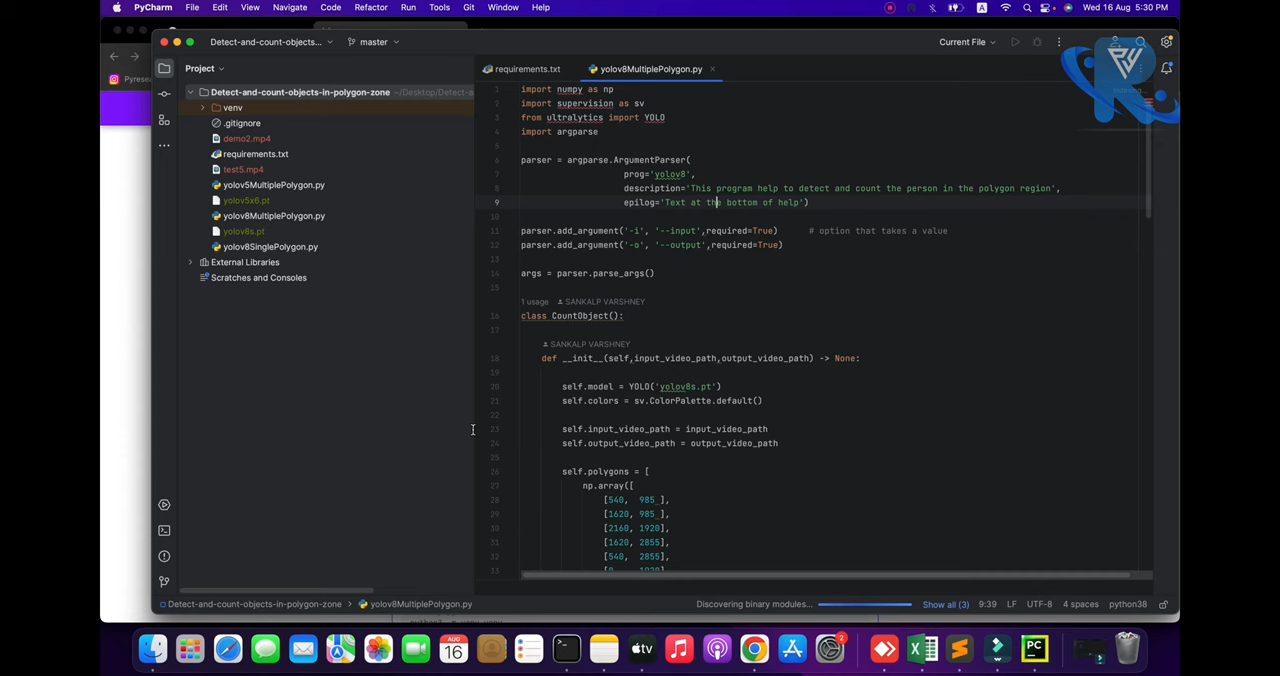 PyCharm File Edit View Navigate Code Refactor Run Tools Git Window Help A Wed 16 Aug 5:30 PM
Detect-and-count-objects... master Current File
Project requirements.txt yolov8MultiplePolygon.py
Detect-and-count-objects-in-polygon-zone ~/Desktop/Detect-a
venv
.gitignore
demo2.mp4
requirements.txt
test5.mp4
yolov5MultiplePolygon.py
yolov5x6.pt
yolov8MultiplePolygon.py
yolov8s.pt
yolov8SinglePolygon.py
External Libraries
Scratches and Consoles
1 import numpy as np
2 import supervision as sv
3 from ultralytics import YOLO
4 import argparse
5
6 parser = argparse.ArgumentParser(
7 prog='yolov8',
8 description='This program help to detect and count the person in the polygon region',
9 epilog='Text at the bottom of help')
10
11 parser.add_argument('-i', '--input',required=True) # option that takes a value
12 parser.add_argument('-o', '--output',required=True)
13
14 args = parser.parse_args()
15
1 usage SANKALP VARSHNEY
16 class CountObject():
17
SANKALP VARSHNEY
18 def __init__(self,input_video_path,output_video_path) -> None:
19
20 self.model = YOLO('yolov8s.pt')
21 self.colors = sv.ColorPalette.default()
22
23 self.input_video_path = input_video_path
24 self.output_video_path = output_video_path
25
26 self.polygons = [
27 np.array([
28 [540, 985 ],
29 [1620, 985 ],
30 [2160, 1920],
31 [1620, 2855],
32 [540, 2855],
33
Detect-and-count-objects-in-polygon-zone yolov8MultiplePolygon.py Discovering binary modules... Show all (3) 9:39 LF UTF-8 4 spaces python38
AUG
16
tv
2
PC